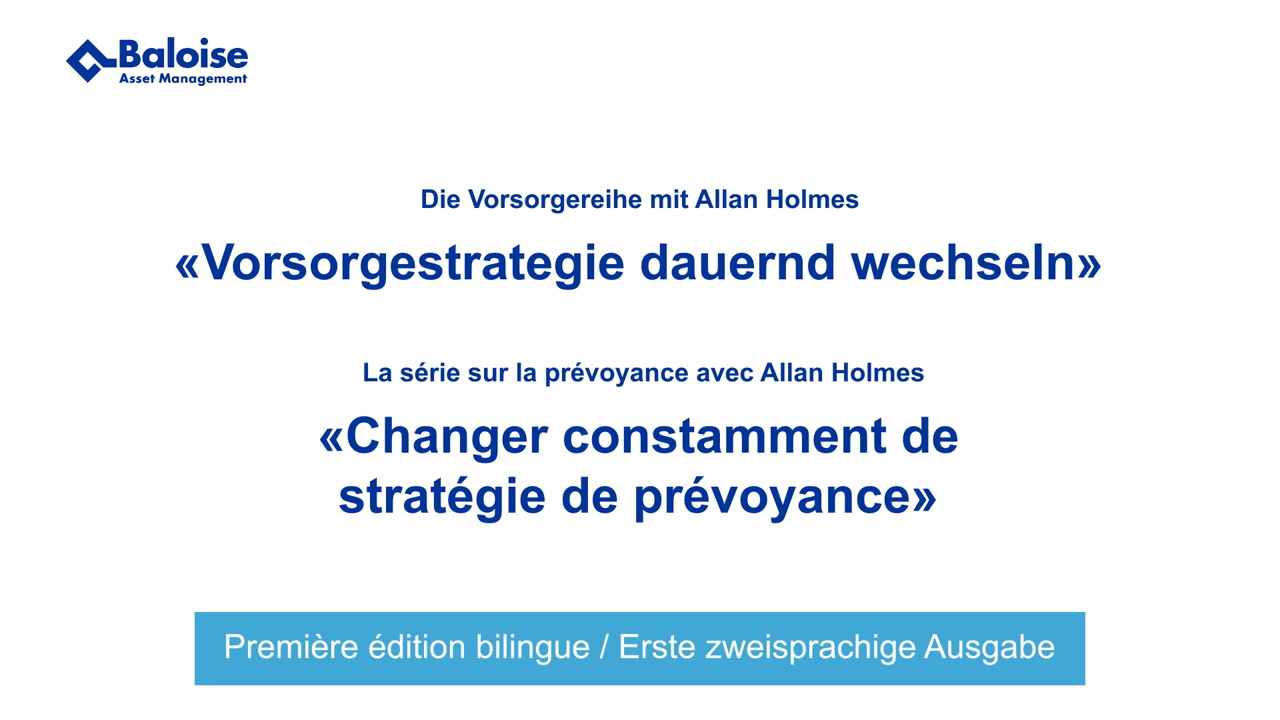 Baloise
Asset Management
Die Vorsorgereihe mit Allan Holmes
«Vorsorgestrategie dauernd wechseln»
La série sur la prévoyance avec Allan Holmes
«Changer constamment de
stratégie de prévoyance»
Première édition bilingue / Erste zweisprachige Ausgabe